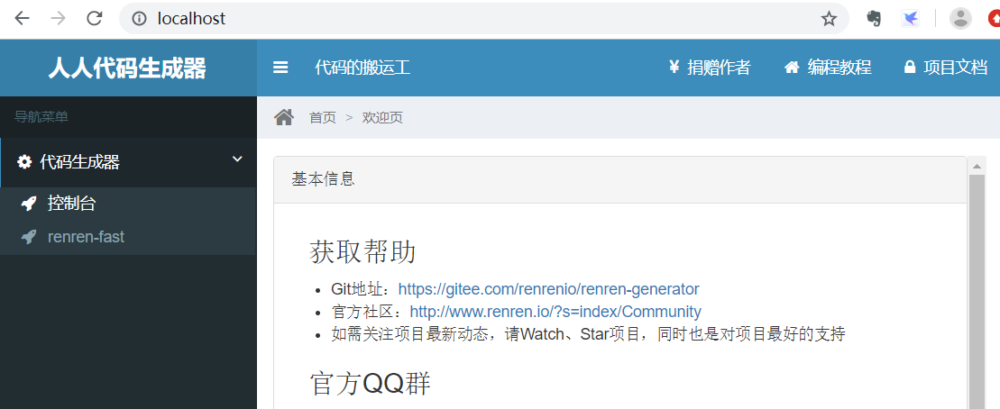 localhost
人人代码生成器
代码的搬运工
¥ 捐赠作者
编程教程
项目文档
导航菜单
首页 > 欢迎页
代码生成器
控制台
renren-fast
基本信息
获取帮助
• Git地址：https://gitee.com/renrenio/renren-generator
• 官方社区：http://www.renren.io/?s=index/Community
• 如需关注项目最新动态，请Watch、Star项目，同时也是对项目最好的支持
官方QQ群